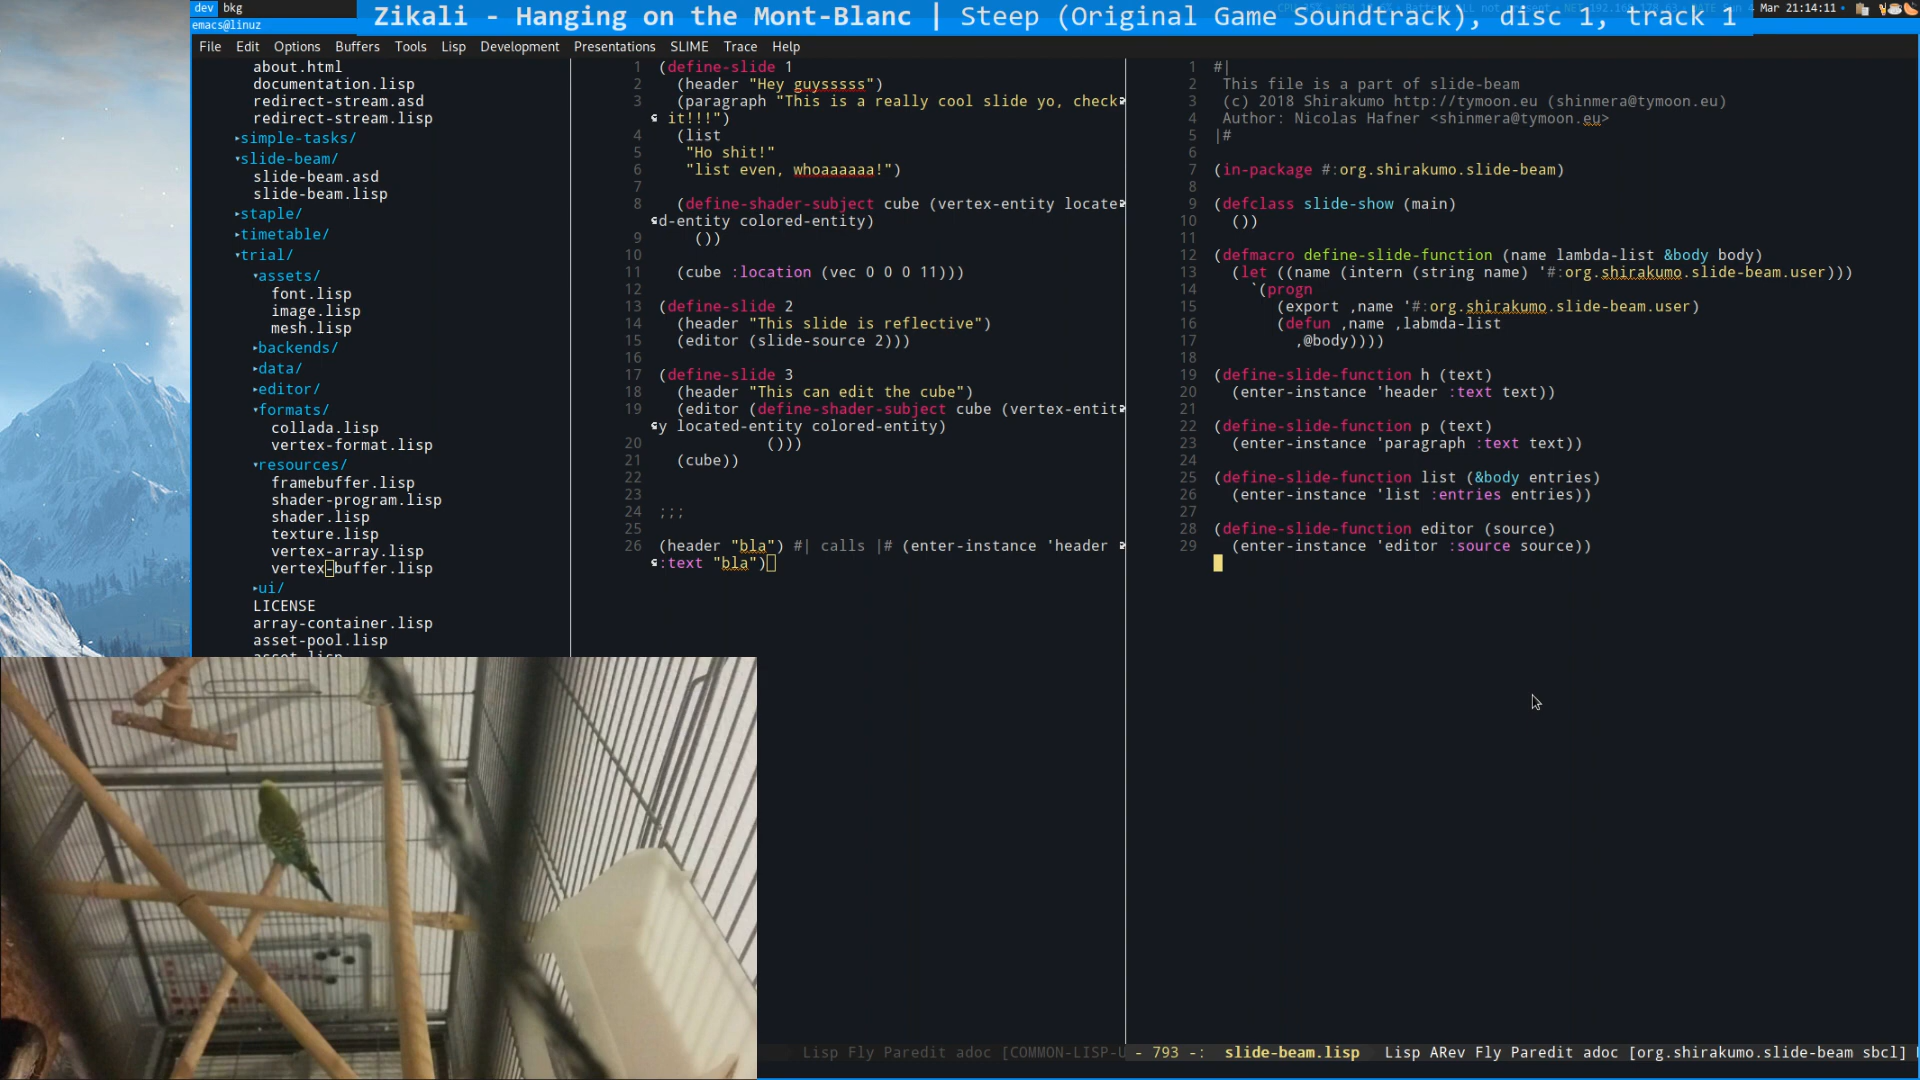 dev bkg
Zikali - Hanging on the Mont-Blanc | Steep (Original Game Soundtrack), disc 1, track 1
Mar 21:14:11
emacs@linuz
File Edit Options Buffers Tools Lisp Development Presentations SLIME Trace Help
about.html
documentation.lisp
redirect-stream.asd
redirect-stream.lisp
simple-tasks/
slide-beam/
slide-beam.asd
slide-beam.lisp
staple/
timetable/
trial/
assets/
font.lisp
image.lisp
mesh.lisp
backends/
data/
editor/
formats/
collada.lisp
vertex-format.lisp
resources/
framebuffer.lisp
shader-program.lisp
shader.lisp
texture.lisp
vertex-array.lisp
vertex-buffer.lisp
ui/
LICENSE
array-container.lisp
asset-pool.lisp
asset.lisp
1 (define-slide 1
2 (header "Hey guysssss")
3 (paragraph "This is a really cool slide yo, check
it!!!")
4 (list
5 "Ho shit!"
6 "list even, whoaaaaaa!")
7
8 (define-shader-subject cube (vertex-entity locate
d-entity colored-entity)
9 ())
10
11 (cube :location (vec 0 0 0 11)))
12
13 (define-slide 2
14 (header "This slide is reflective")
15 (editor (slide-source 2)))
16
17 (define-slide 3
18 (header "This can edit the cube")
19 (editor (define-shader-subject cube (vertex-entit
y located-entity colored-entity)
20 ()))
21 (cube))
22
23
24 ;;;
25
26 (header "bla") #| calls |# (enter-instance 'header
:text "bla")
1 #|
2 This file is a part of slide-beam
3 (c) 2018 Shirakumo http://tymoon.eu (shinmera@tymoon.eu)
4 Author: Nicolas Hafner <shinmera@tymoon.eu>
5 |#
6
7 (in-package #:org.shirakumo.slide-beam)
8
9 (defclass slide-show (main)
10 ())
11
12 (defmacro define-slide-function (name lambda-list &body body)
13 (let ((name (intern (string name) '#:org.shirakumo.slide-beam.user)))
14 `(progn
15 (export ,name '#:org.shirakumo.slide-beam.user)
16 (defun ,name ,labmda-list
17 ,@body))))
18
19 (define-slide-function h (text)
20 (enter-instance 'header :text text))
21
22 (define-slide-function p (text)
23 (enter-instance 'paragraph :text text))
24
25 (define-slide-function list (&body entries)
26 (enter-instance 'list :entries entries))
27
28 (define-slide-function editor (source)
29 (enter-instance 'editor :source source))
Lisp Fly Paredit adoc [COMMON-LISP-U
- 793 -: slide-beam.lisp Lisp ARev Fly Paredit adoc [org.shirakumo.slide-beam sbcl]